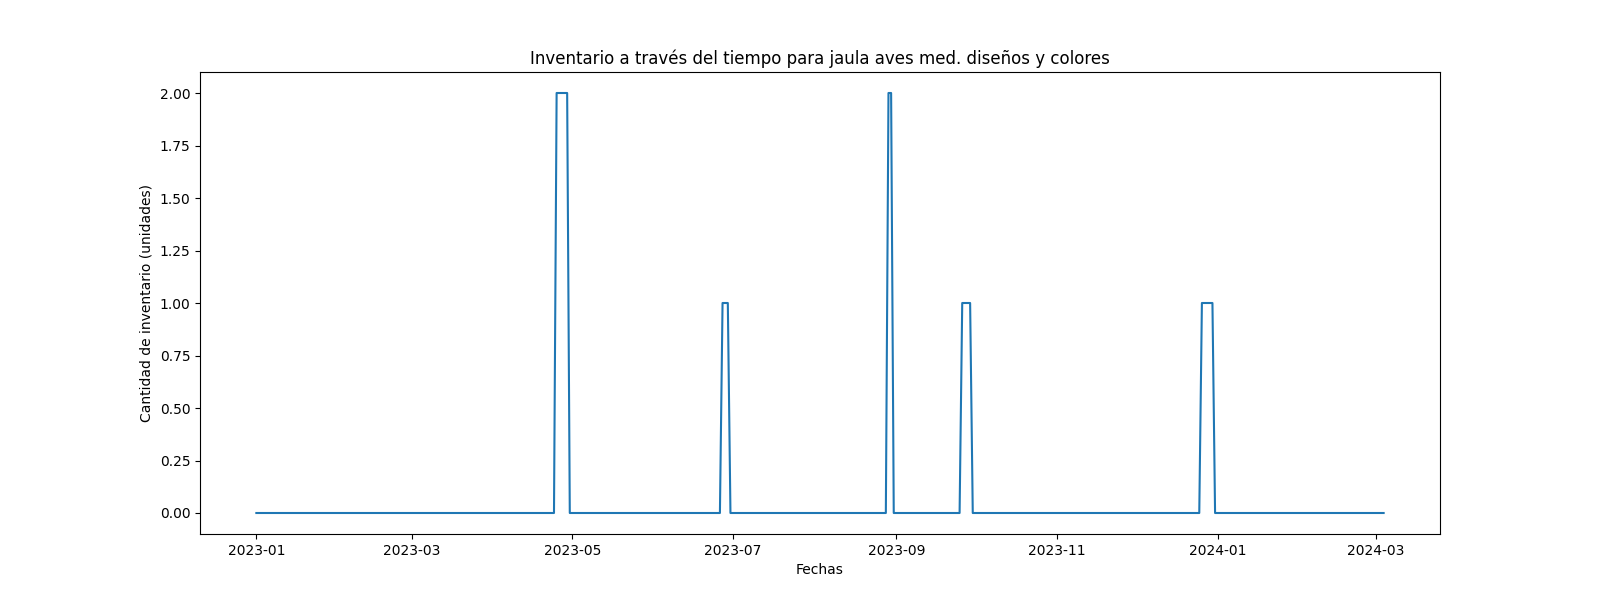 Inventario a través del tiempo para jaula aves med. diseños y colores
2.00
1.75
1.50
1.25
1.00
0.75
0.50
0.25
0.00
Cantidad de inventario (unidades)
2023-01 2023-03 2023-05 2023-07 2023-09 2023-11 2024-01 2024-03
Fechas